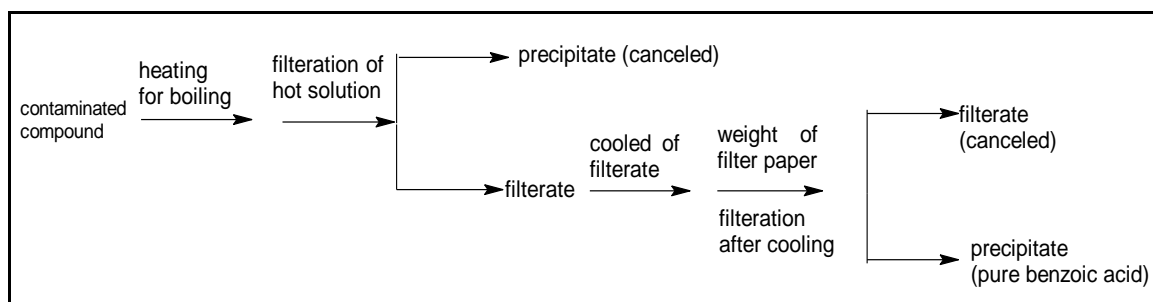 contaminated
compound
heating
for boiling
filteration of
hot solution
precipitate (canceled)
filterate
cooled of
filterate
weight of
filter paper
filteration
after cooling
filterate
(canceled)
precipitate
(pure benzoic acid)